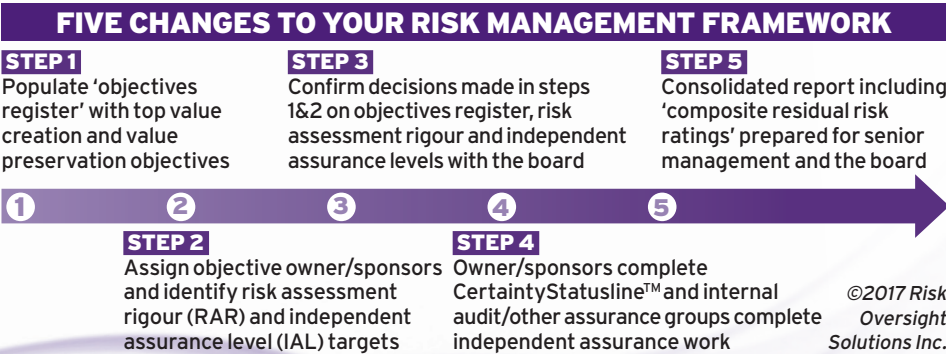 FIVE CHANGES TO YOUR RISK MANAGEMENT FRAMEWORK
STEP 1
Populate ‘objectives
register’ with top value
creation and value
preservation objectives
STEP 3
Confirm decisions made in steps
1&2 on objectives register, risk
assessment rigour and independent
assurance levels with the board
STEP 5
Consolidated report including
‘composite residual risk
ratings’ prepared for senior
management and the board
1
2
3
4
5
STEP 2
Assign objective owner/sponsors
and identify risk assessment
rigour (RAR) and independent
assurance level (IAL) targets
STEP 4
Owner/sponsors complete
CertaintyStatusline™ and internal
audit/other assurance groups complete
independent assurance work
©2017 Risk
Oversight
Solutions Inc.